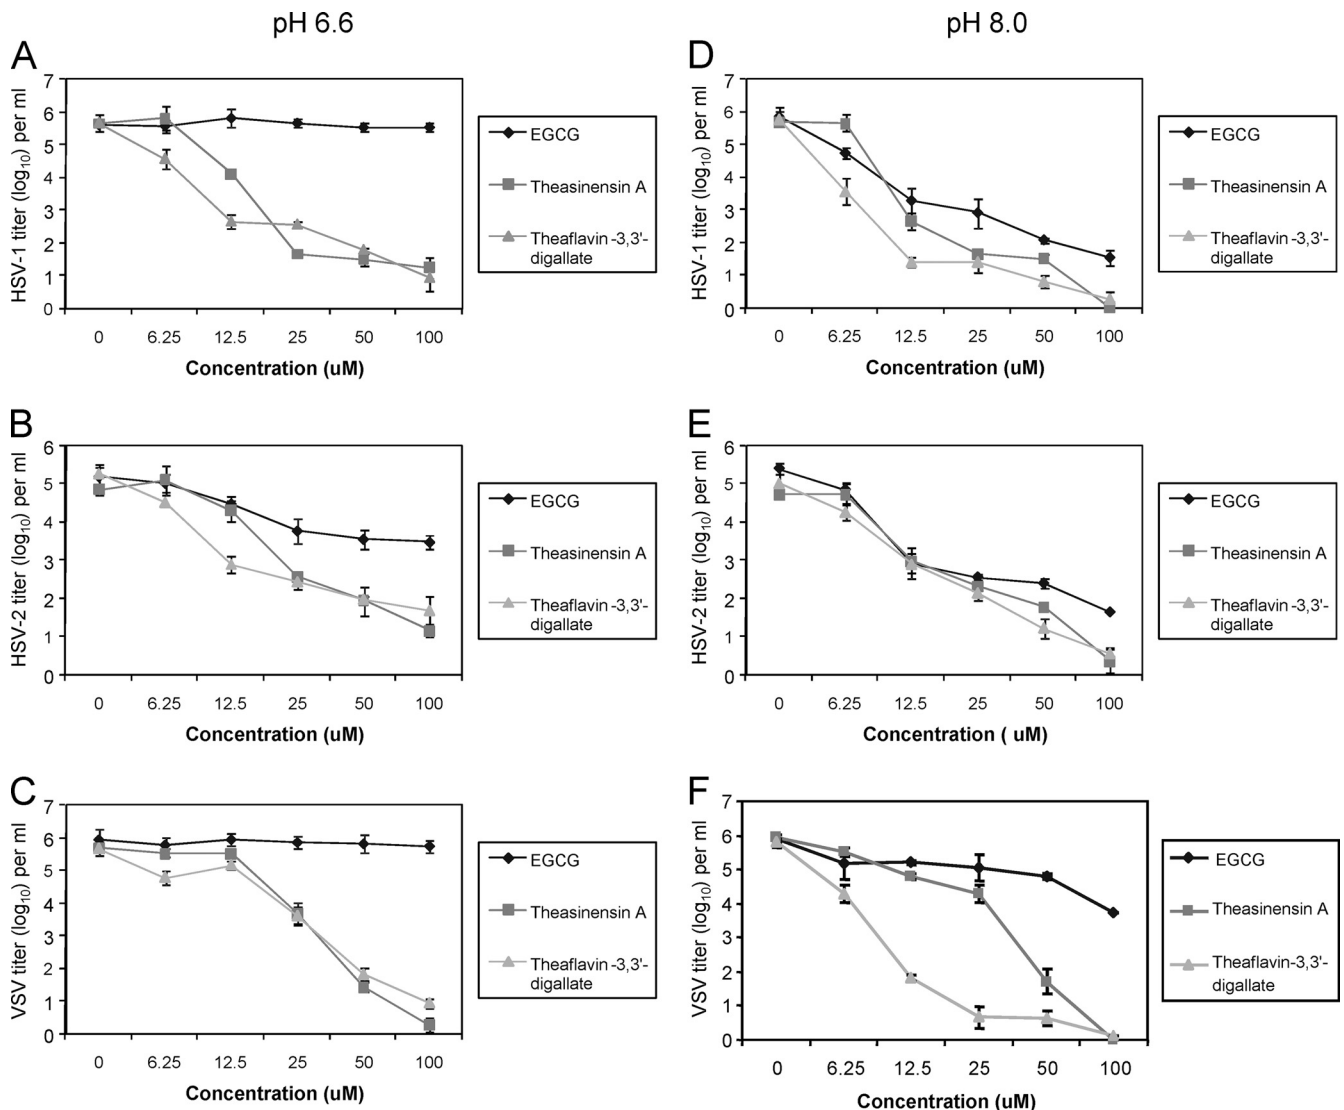 pH 6.6
pH 8.0
A
HSV-1 titer (log10) per ml
7
6
5
4
3
2
1
0
0 6.25 12.5 25 50 100
Concentration (uM)
EGCG
Theasinensin A
Theaflavin -3,3'-
digallate
D
HSV-1 titer (log10) per ml
7
6
5
4
3
2
1
0
0 6.25 12.5 25 50 100
Concentration (uM)
EGCG
Theasinensin A
Theaflavin -3,3'-
digallate
B
HSV-2 titer (log10) per ml
6
5
4
3
2
1
0
0 6.25 12.5 25 50 100
Concentration (uM)
EGCG
Theasinensin A
Theaflavin -3,3'-
digallate
E
HSV-2 titer (log10) per ml
6
5
4
3
2
1
0
0 6.25 12.5 25 50 100
Concentration ( uM)
EGCG
Theasinensin A
Theaflavin -3,3'-
digallate
C
VSV titer (log10) per ml
7
6
5
4
3
2
1
0
0 6.25 12.5 25 50 100
Concentration (uM)
EGCG
Theasinensin A
Theaflavin -3,3'-
digallate
F
VSV titer (log10) per ml
7
6
5
4
3
2
1
0
0 6.25 12.5 25 50 100
Concentration (uM)
EGCG
Theasinensin A
Theaflavin-3,3'-
digallate